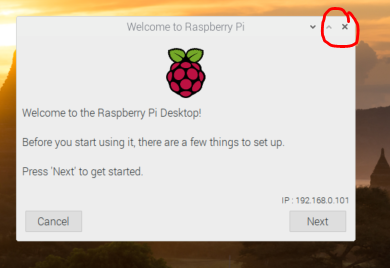 Welcome to Raspberry Pi
Welcome to the Raspberry Pi Desktop!
Before you start using it, there are a few things to set up.
Press 'Next' to get started.
IP : 192.168.0.101
Cancel
Next